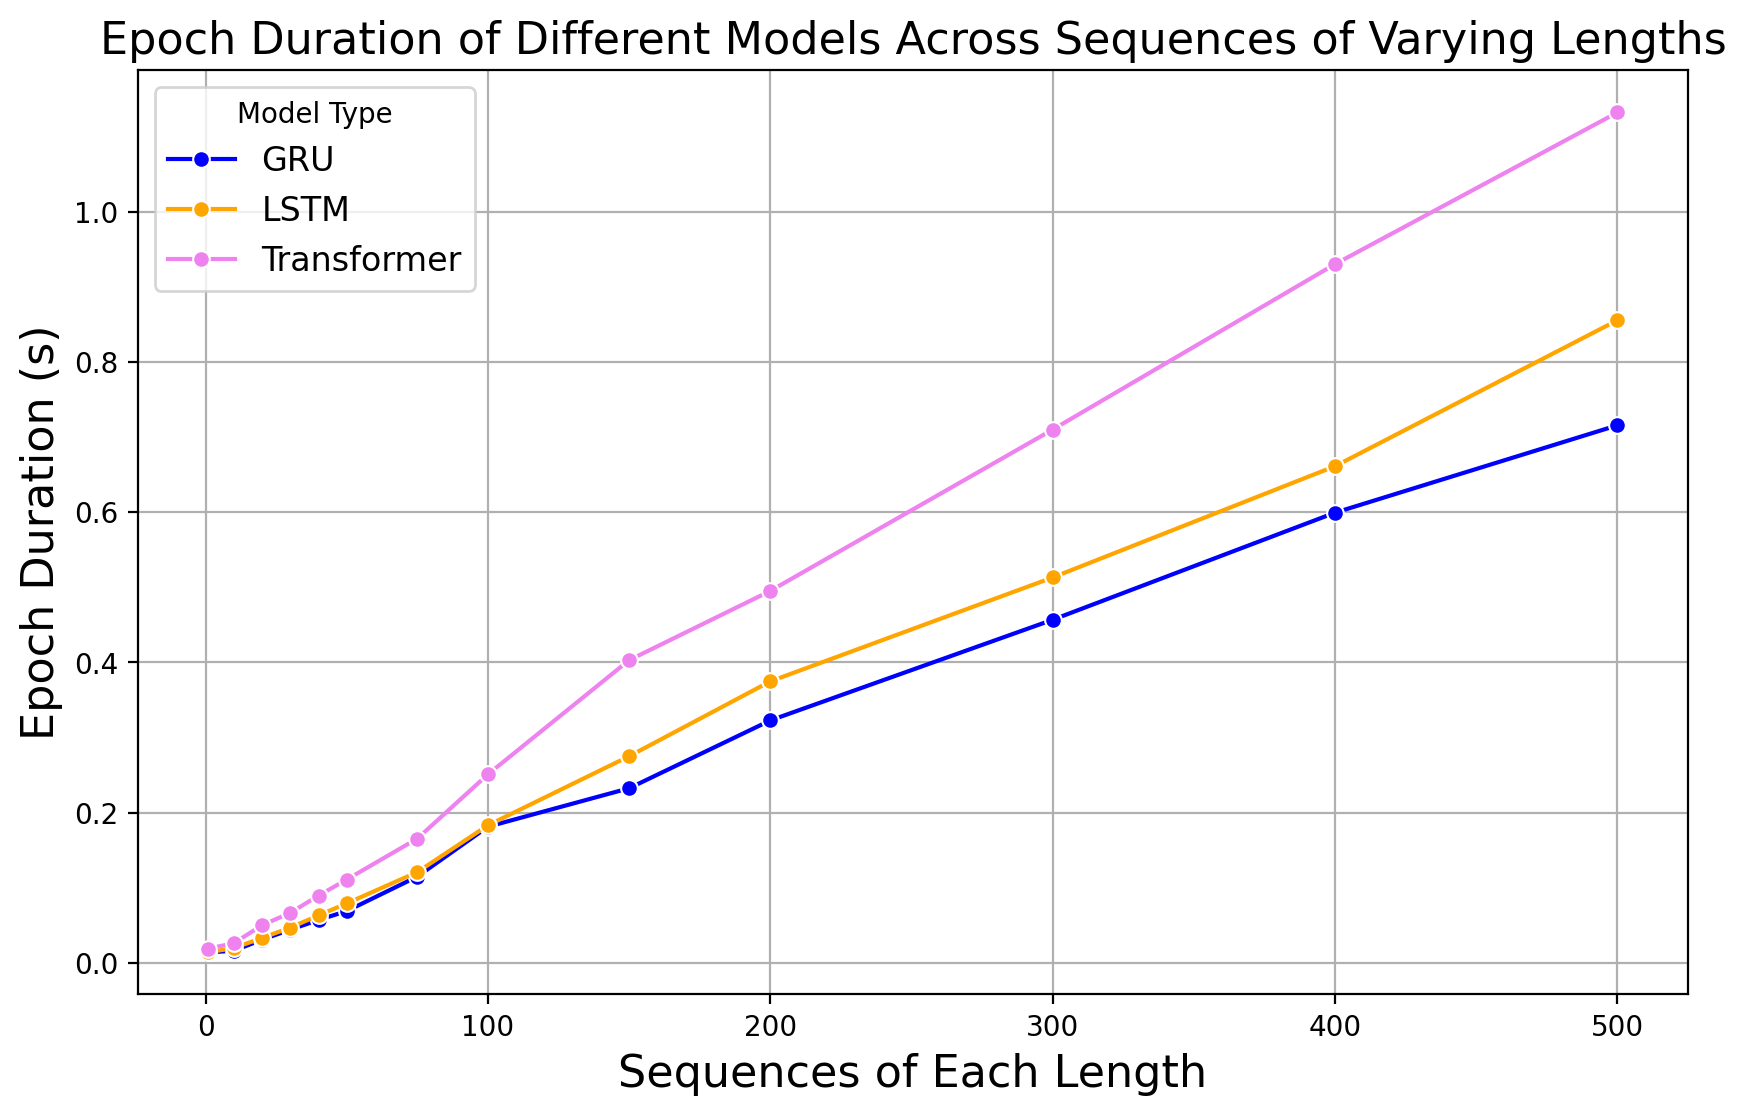 Epoch Duration of Different Models Across Sequences of Varying Lengths
Model Type
GRU
LSTM
Transformer
Epoch Duration (s)
1.0
0.8
0.6
0.4
0.2
0.0
0 100 200 300 400 500
Sequences of Each Length